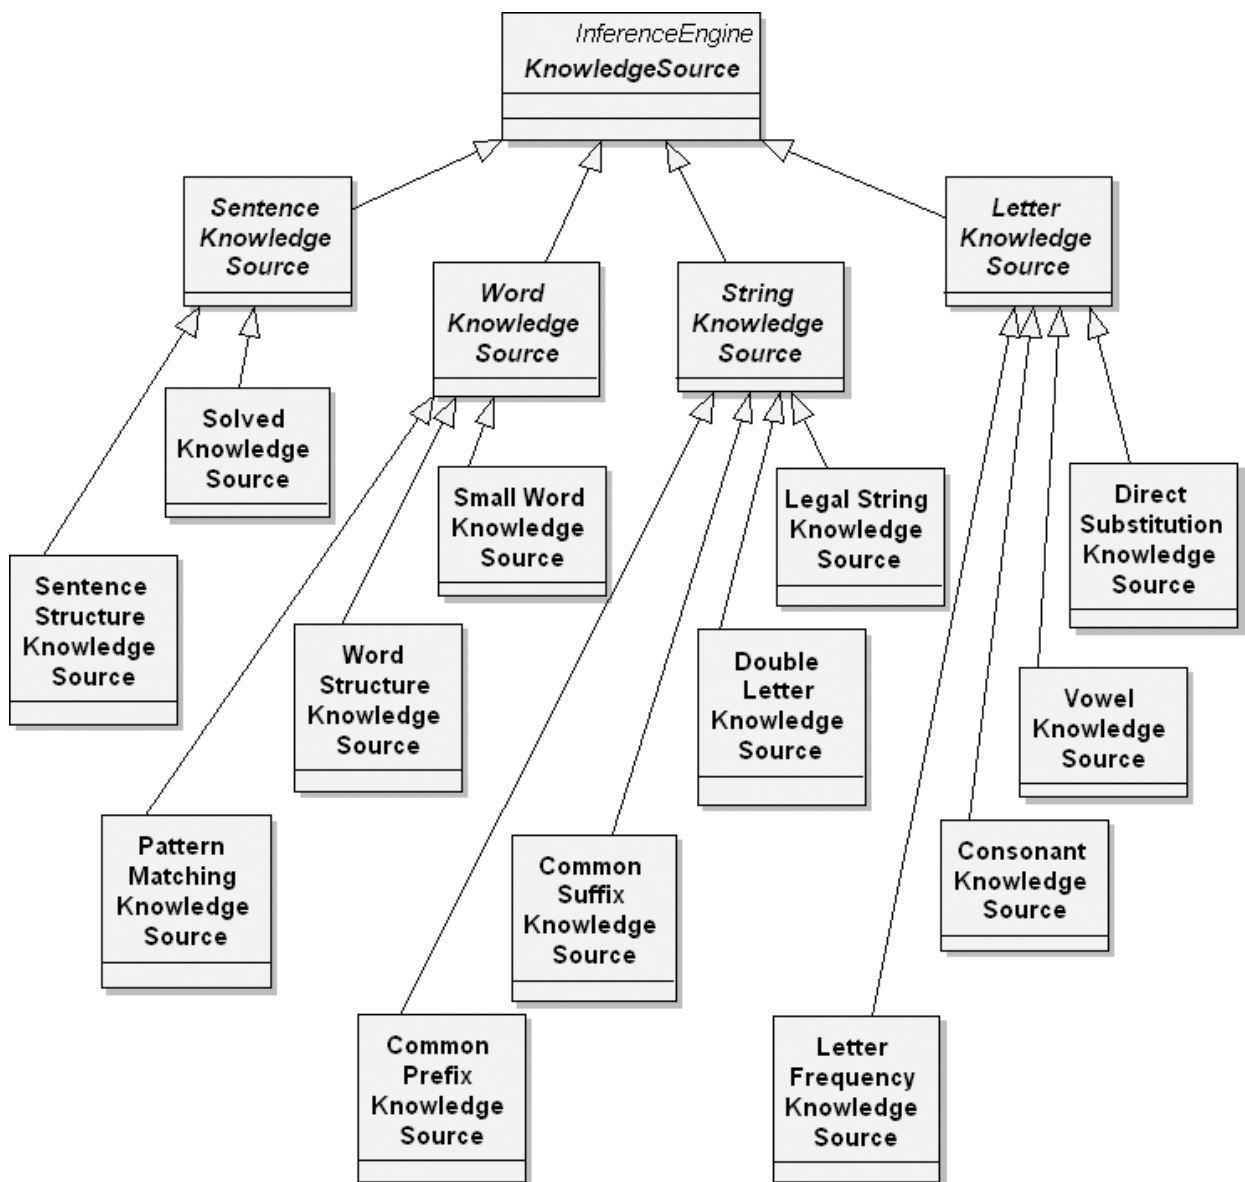 InferenceEngine
KnowledgeSource
Sentence
Knowledge
Source
Letter
Knowledge
Source
Word
Knowledge
Source
String
Knowledge
Source
Solved
Knowledge
Source
Small Word
Knowledge
Source
Legal String
Knowledge
Source
Direct
Substitution
Knowledge
Source
Sentence
Structure
Knowledge
Source
Word
Structure
Knowledge
Source
Double
Letter
Knowledge
Source
Vowel
Knowledge
Source
Pattern
Matching
Knowledge
Source
Common
Suffix
Knowledge
Source
Consonant
Knowledge
Source
Common
Prefix
Knowledge
Source
Letter
Frequency
Knowledge
Source